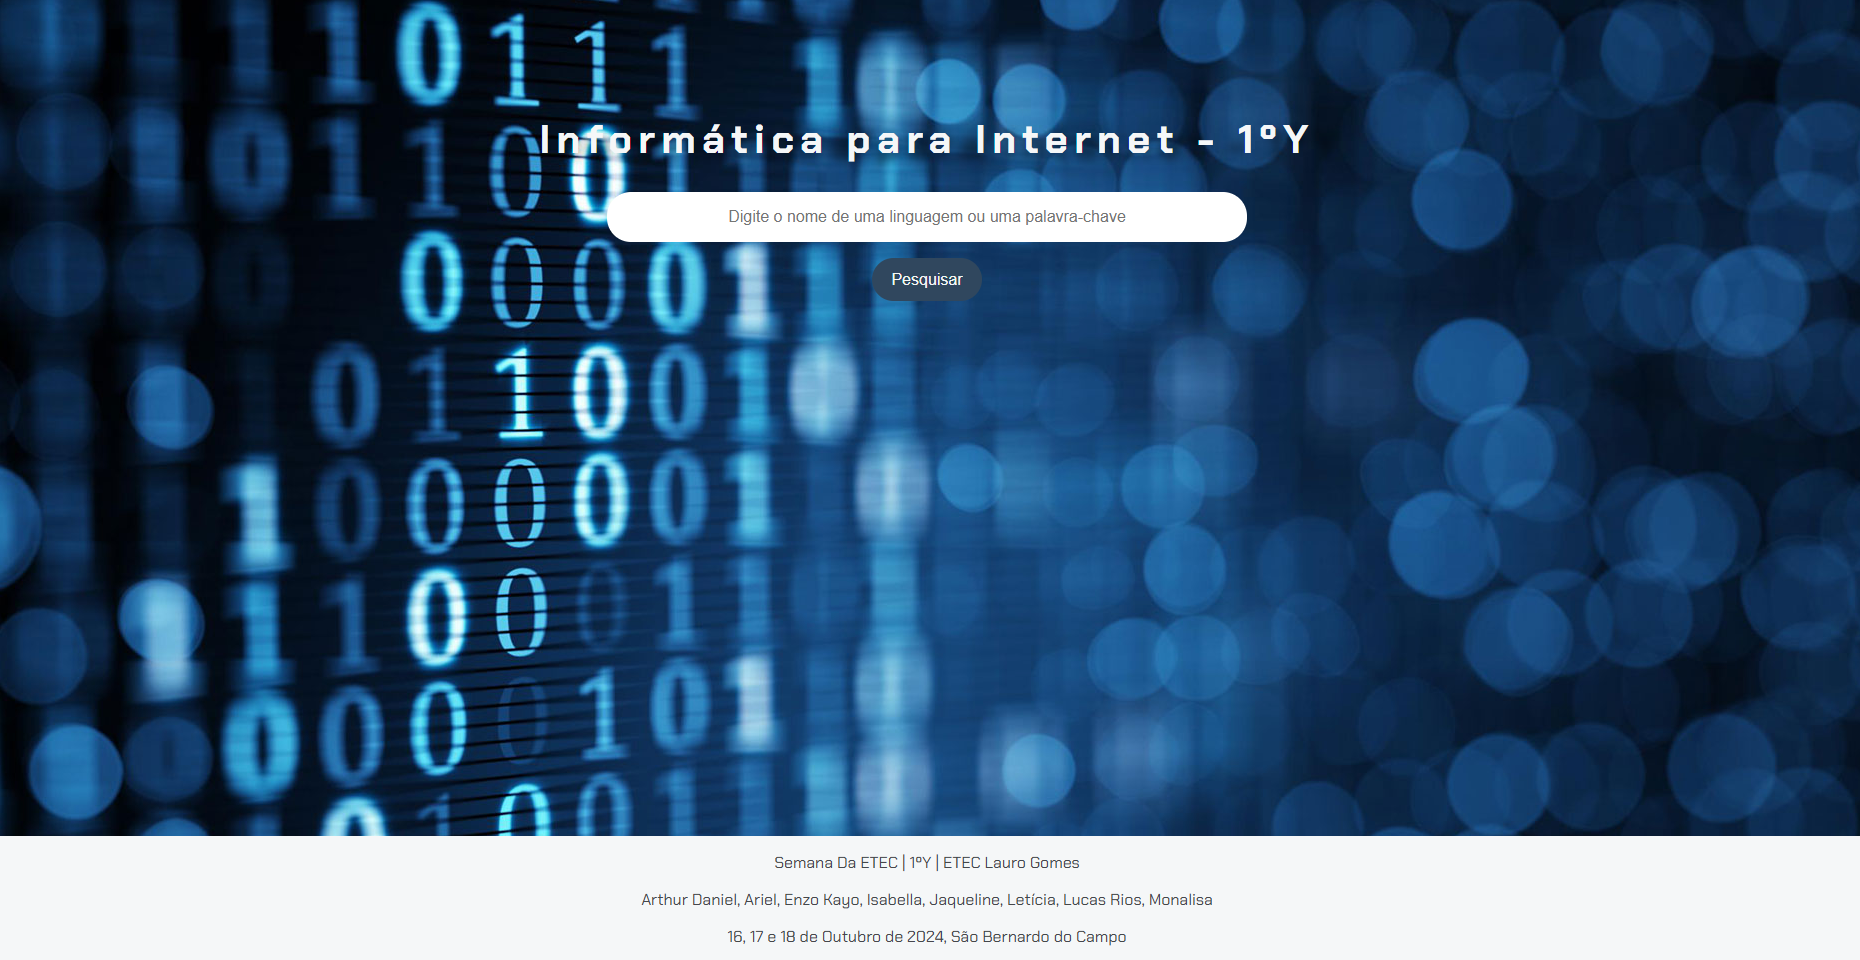 Informática para Internet - 1ºY
Digite o nome de uma linguagem ou uma palavra-chave
Pesquisar
Semana Da ETEC | 1ºY | ETEC Lauro Gomes
Arthur Daniel, Ariel, Enzo Kayo, Isabella, Jaqueline, Letícia, Lucas Rios, Monalisa
16, 17 e 18 de Outubro de 2024, São Bernardo do Campo